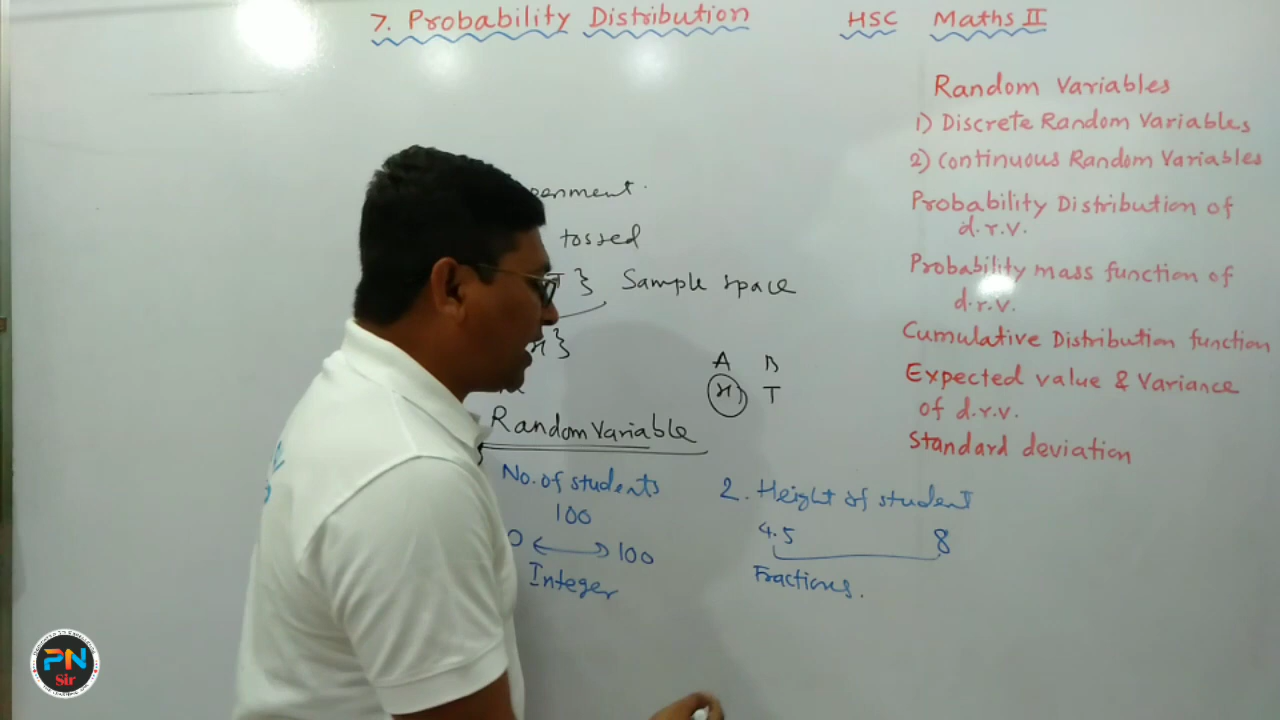 7. Probability Distribution HSC Maths II
Random Variables
1) Discrete Random Variables
2) Continuous Random Variables
Probability Distribution of
d.r.v.
Probability mass function of
d.r.v.
Cumulative Distribution function
Expected value & Variance
of d.r.v.
Standard deviation
tossed
} Sample space
A B
H T
Random Variable
No. of students
100
0 100
Integer
2. Height of student
4.5 8
Fractions.
PN
Sir